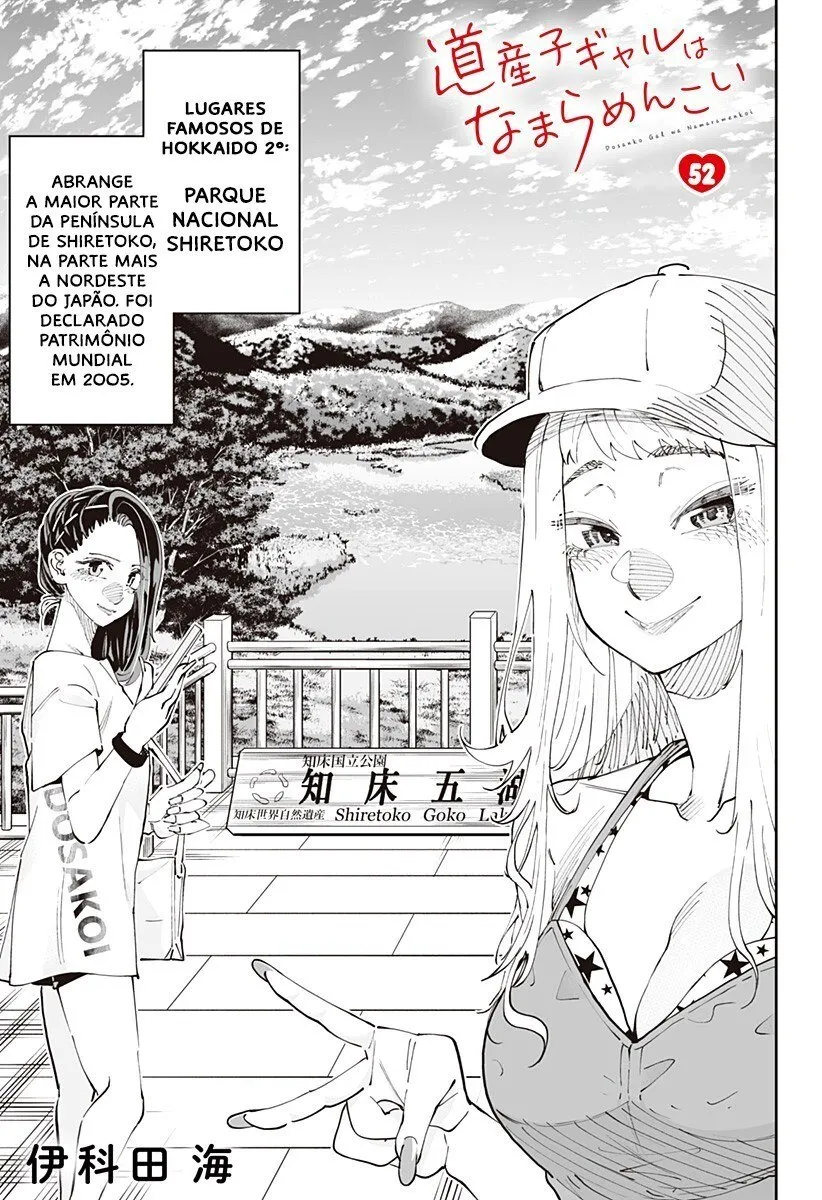 道産子ギャルは
なまらめんこい
Dosanko Gal wa Namaramenkoi
52
LUGARES
FAMOSOS DE
HOKKAIDO 2º:
PARQUE
NACIONAL
SHIRETOKO
ABRANGE
A MAIOR PARTE
DA PENÍNSULA
DE SHIRETOKO,
NA PARTE MAIS
A NORDESTE
DO JAPÃO. FOI
DECLARADO
PATRIMÔNIO
MUNDIAL
EM 2005.
知床国立公園
知床五湖
知床世界自然遺産 Shiretoko Goko Lak
DOSAKOI
伊科田 海